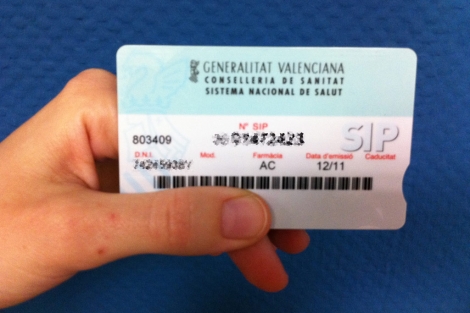 GENERALITAT VALENCIANA
CONSELLERIA DE SANITAT
SISTEMA NACIONAL DE SALUT
Nº SIP
803409
SIP
D.N.I. Mod. Farmàcia Data d'emissió Caducitat
AC 12/11